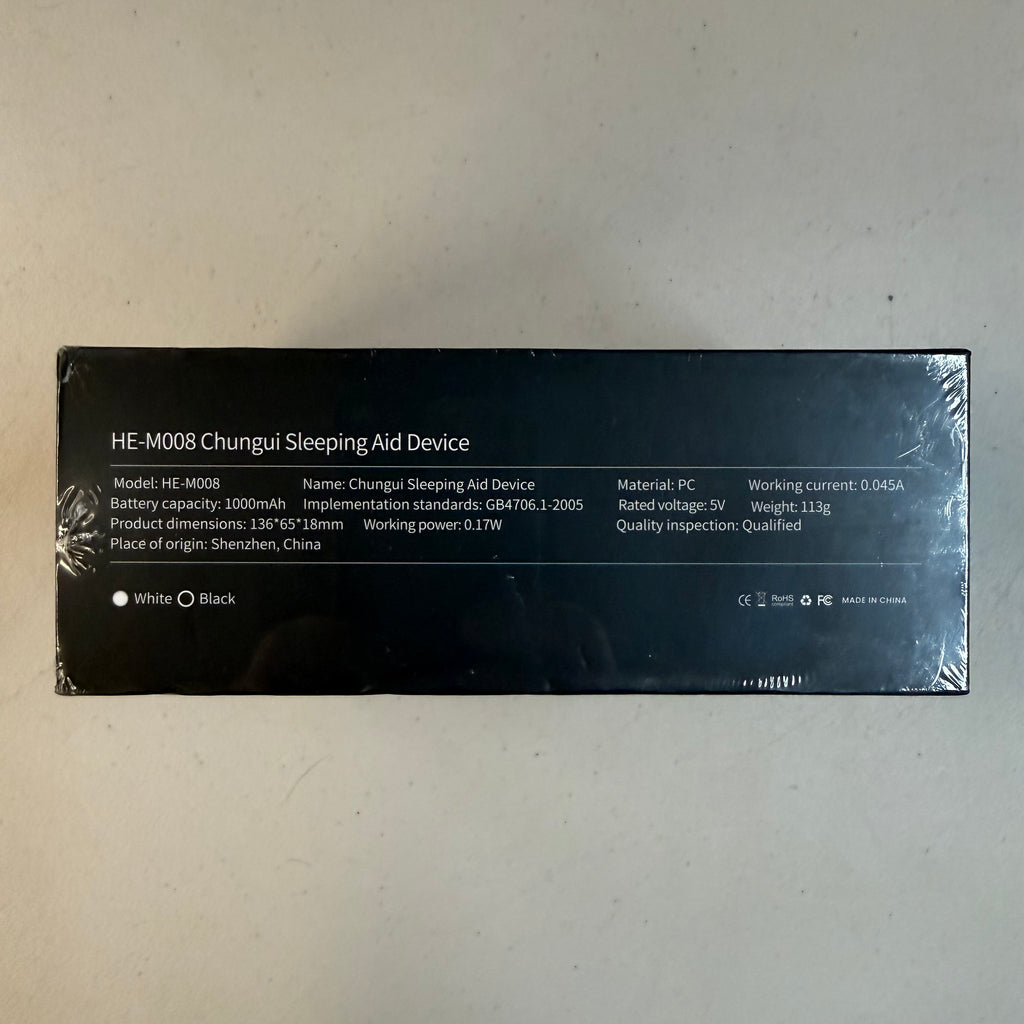 HE-M008 Chungui Sleeping Aid Device
Model: HE-M008 Name: Chungui Sleeping Aid Device Material: PC Working current: 0.045A
Battery capacity: 1000mAh Implementation standards: GB4706.1-2005 Rated voltage: 5V Weight: 113g
Product dimensions: 136*65*18mm Working power: 0.17W Quality inspection: Qualified
Place of origin: Shenzhen, China
White Black CE RoHS compliant FC MADE IN CHINA